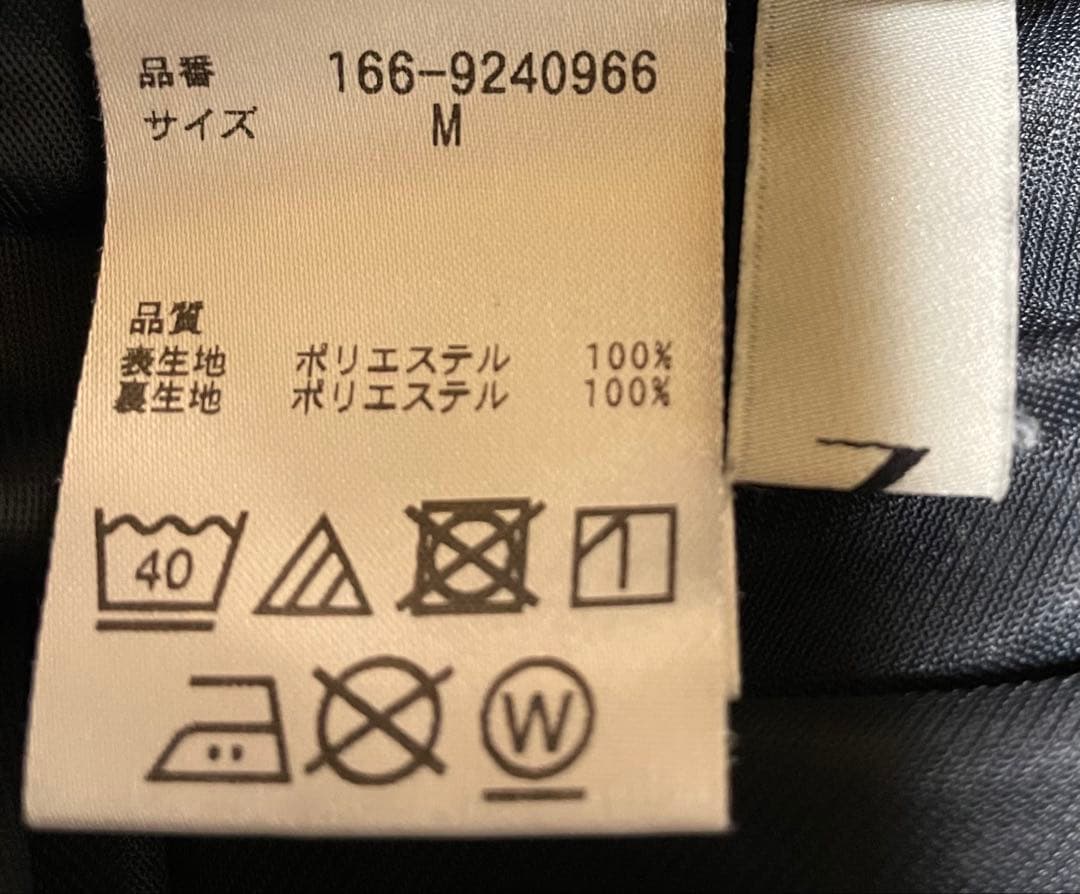 品番 166-9240966
サイズ M
品質
表生地 ポリエステル 100%
裏生地 ポリエステル 100%
40
W